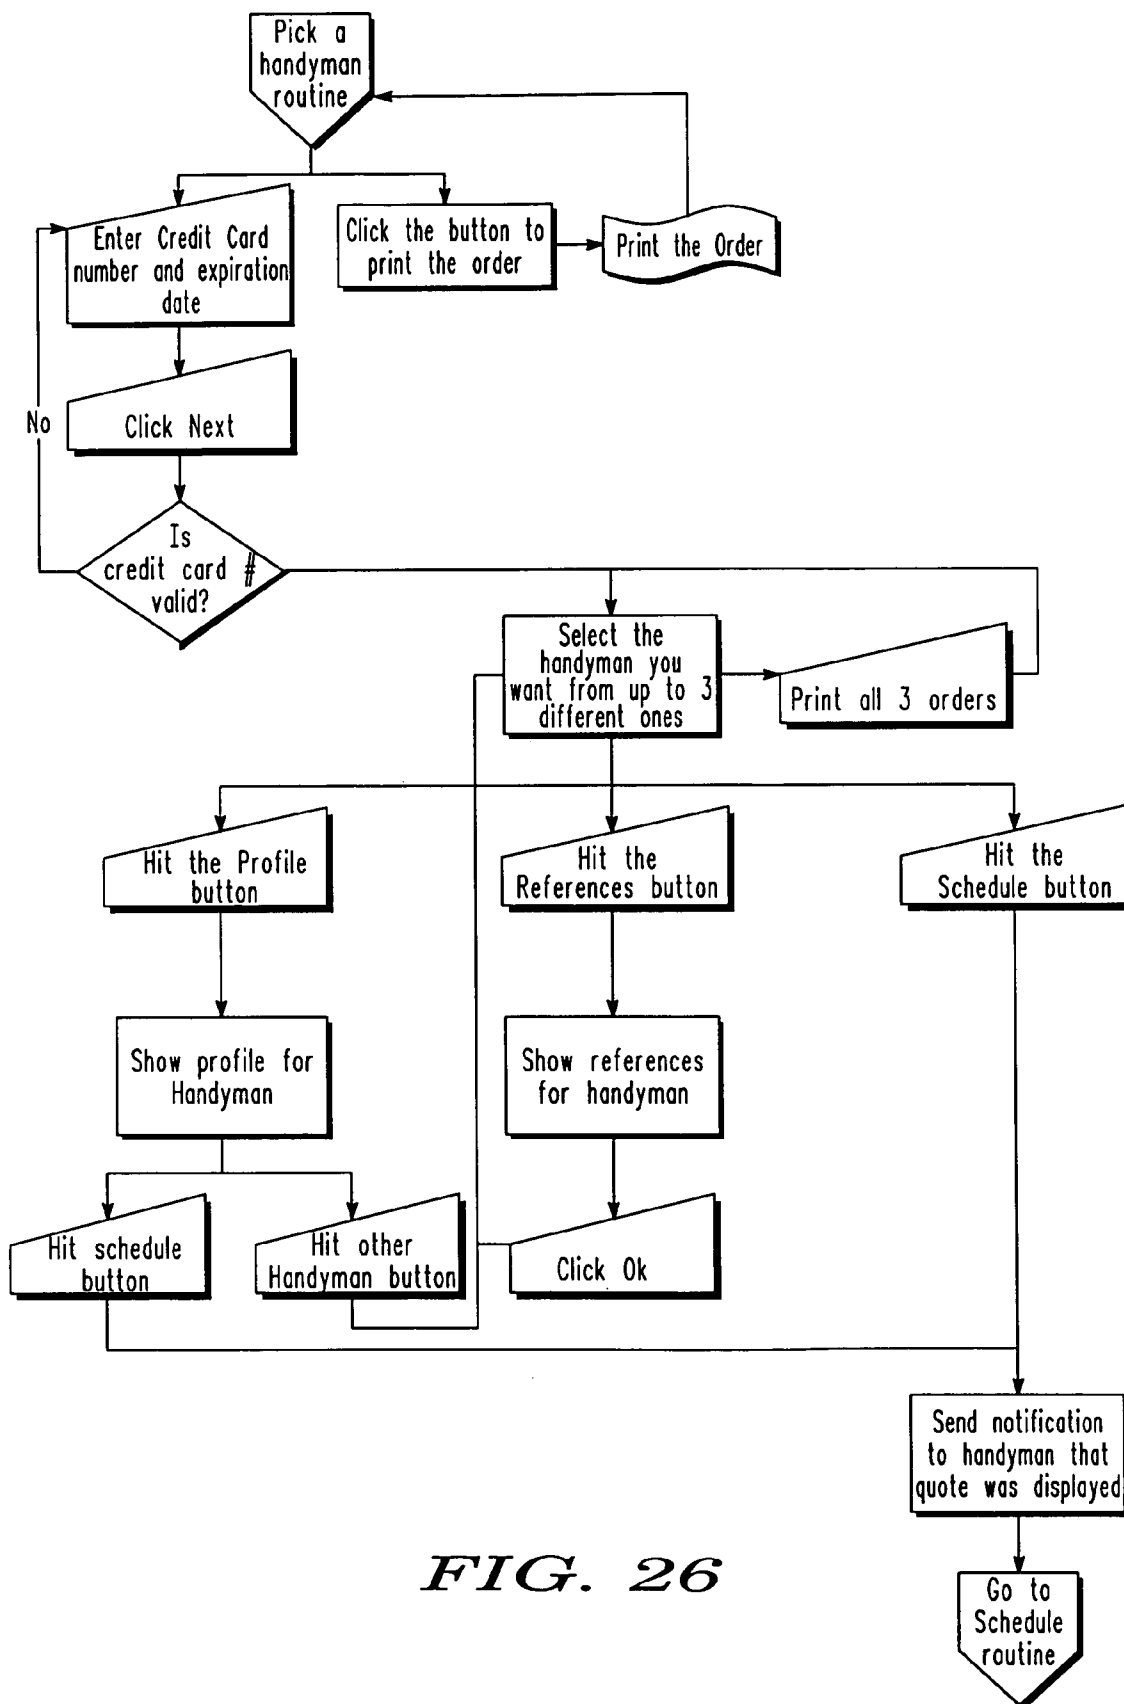 Pick a
handyman
routine
Enter Credit Card
number and expiration
date
Click the button to
print the order
Print the Order
Click Next
No
Is
credit card #
valid?
Select the
handyman you
want from up to 3
different ones
Print all 3 orders
Hit the Profile
button
Hit the
References button
Hit the
Schedule button
Show profile for
Handyman
Show references
for handyman
Hit schedule
button
Hit other
Handyman button
Click Ok
Send notification
to handyman that
quote was displayed
FIG. 26
Go to
Schedule
routine